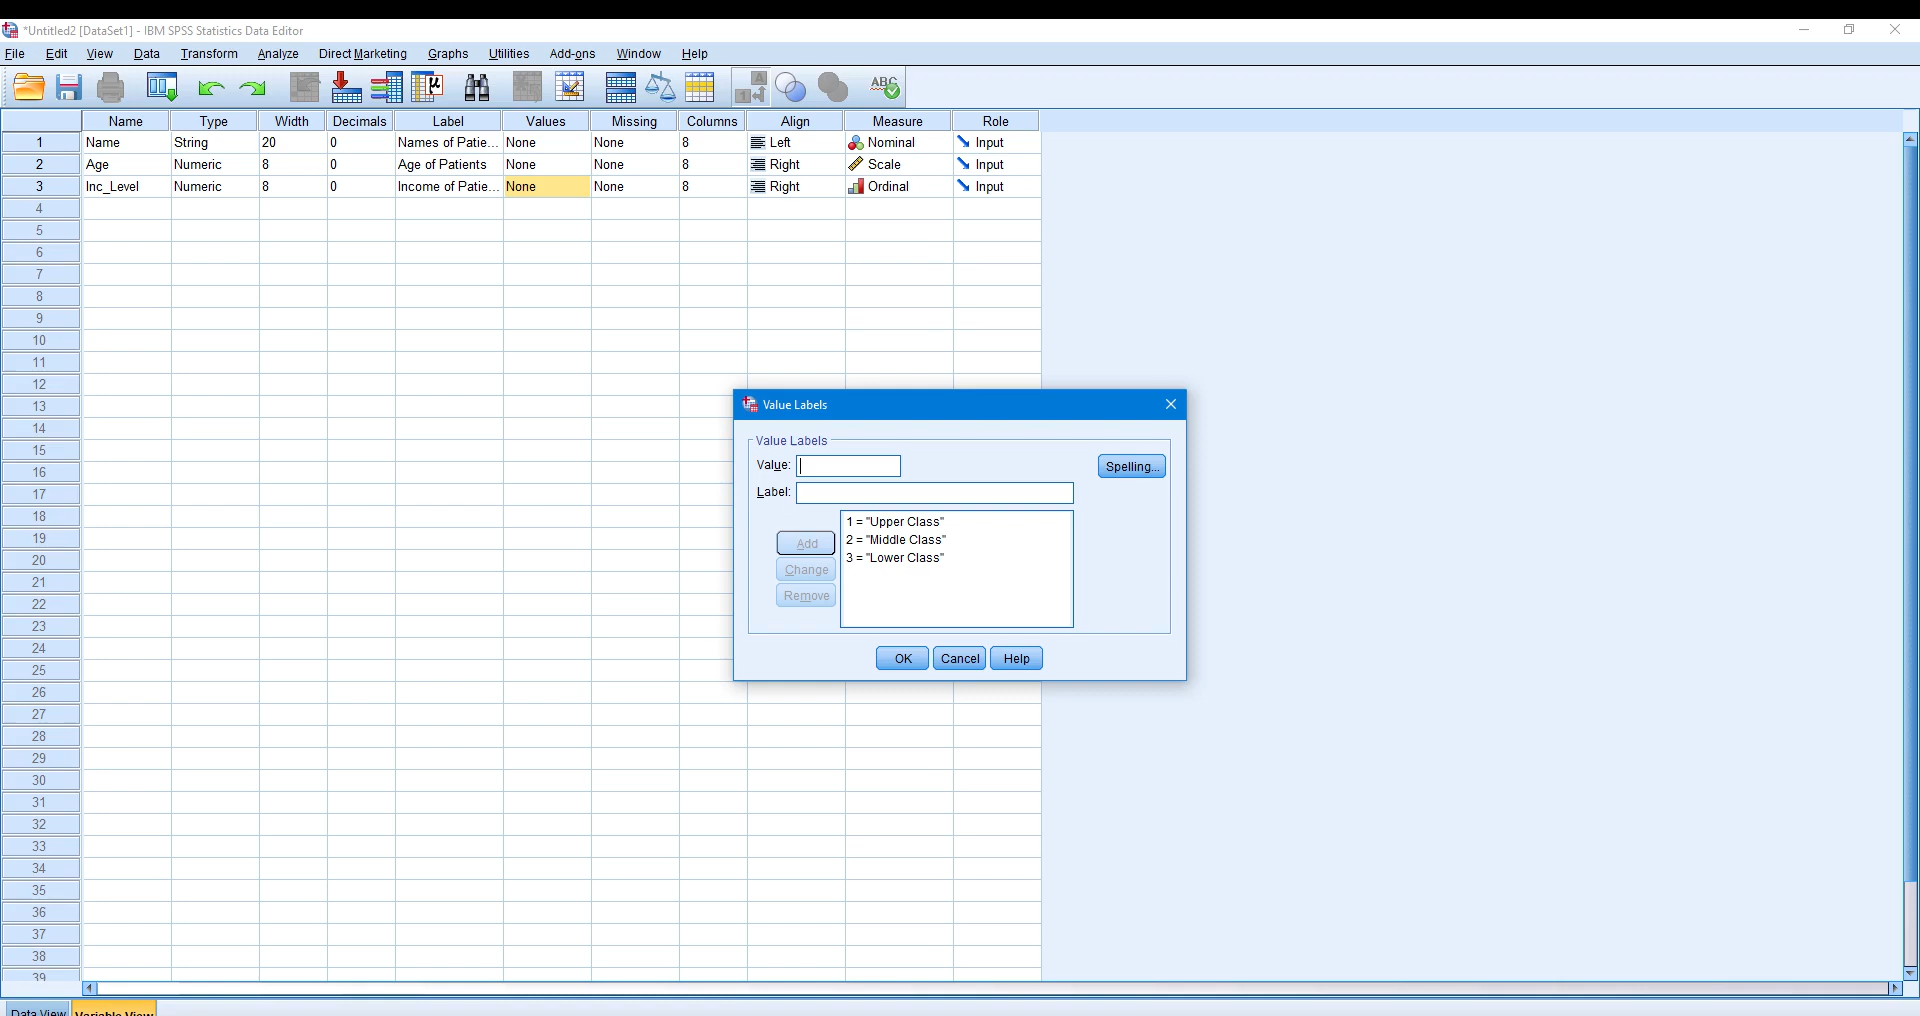 *Untitled2 [DataSet1] - IBM SPSS Statistics Data Editor
File Edit View Data Transform Analyze Direct Marketing Graphs Utilities Add-ons Window Help
Name Type Width Decimals Label Values Missing Columns Align Measure Role
1 Name String 20 0 Names of Patie... None None 8 Left Nominal Input
2 Age Numeric 8 0 Age of Patients None None 8 Right Scale Input
3 Inc_Level Numeric 8 0 Income of Patie... None None 8 Right Ordinal Input
4
5
6
7
8
9
10
11
12
13
14
15
16
17
18
19
20
21
22
23
24
25
26
27
28
29
30
31
32
33
34
35
36
37
38
39
Value Labels
Value Labels
Value:
Spelling...
Label:
1 = "Upper Class"
2 = "Middle Class"
3 = "Lower Class"
Add
Change
Remove
OK Cancel Help
Data View Variable View